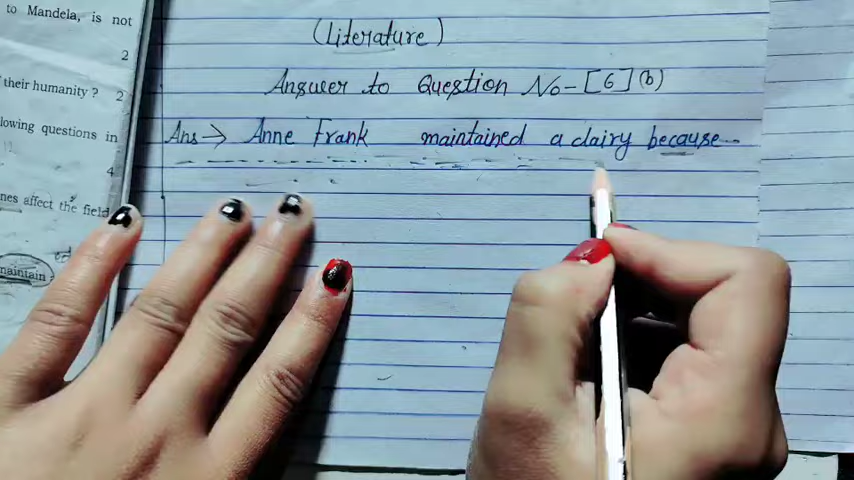 to Mandela, is not
2
their humanity? 2
lowing questions in
4
nes affect the field
maintain
(Literature)
Answer to Question No-[6](b)
Ans → Anne Frank maintained a dairy because...